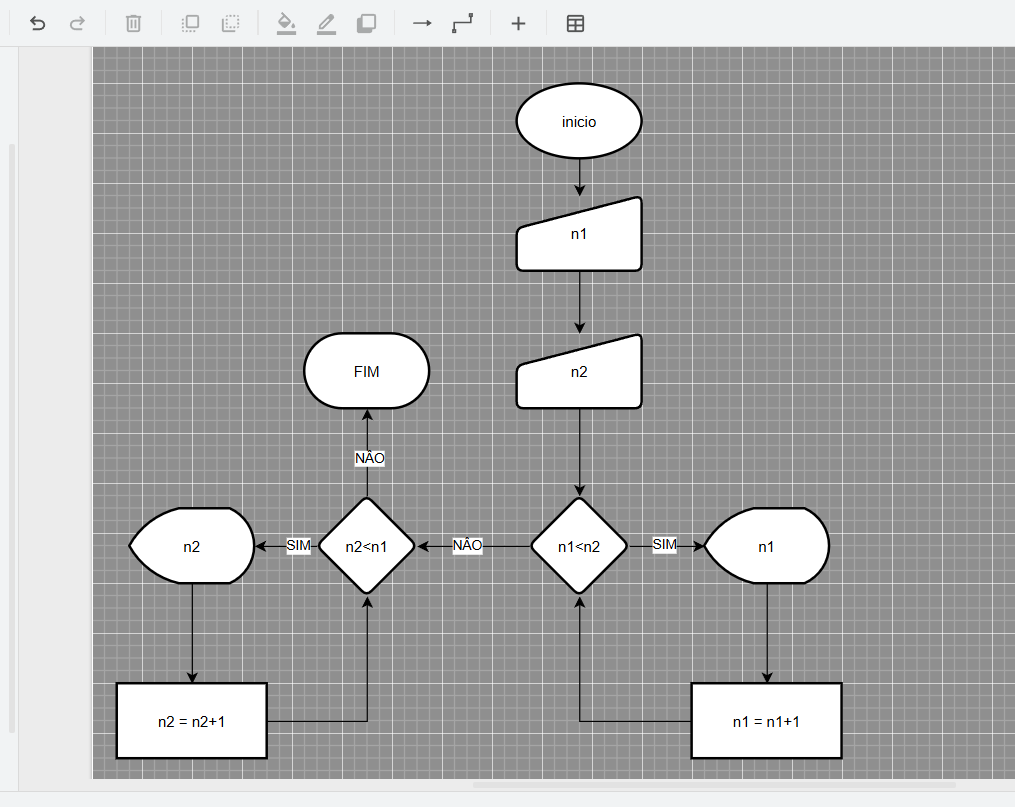 inicio
n1
n2
FIM
NÃO
n2
SIM
n2<n1
NÃO
n1<n2
SIM
n1
n2 = n2+1
n1 = n1+1